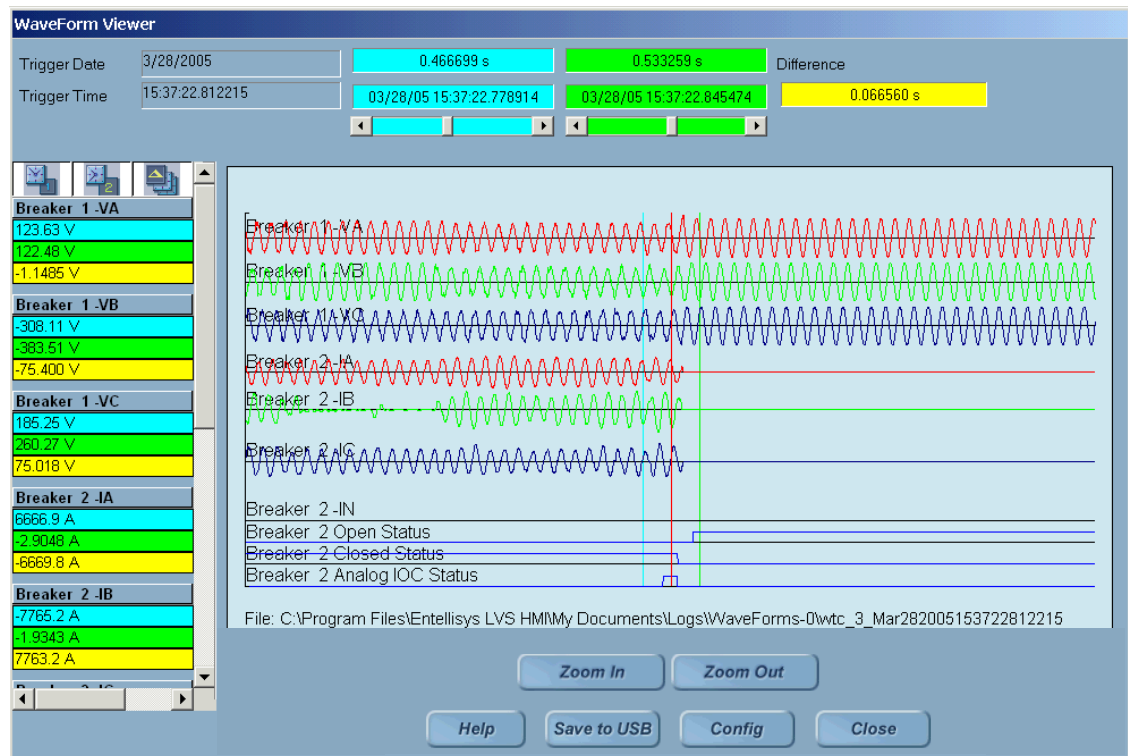 WaveForm Viewer
Trigger Date
3/28/2005
0.466699 s
0.533259 s
Difference
Trigger Time
15:37:22.812215
03/28/05 15:37:22.778914
03/28/05 15:37:22.845474
0.066560 s
2
Breaker 1 -VA
123.63 V
122.48 V
-1.1485 V
Breaker 1 -VB
-308.11 V
-383.51 V
-75.400 V
Breaker 1 -VC
185.25 V
260.27 V
75.018 V
Breaker 2 -IA
6666.9 A
-2.9048 A
-6669.8 A
Breaker 2 -IB
-7765.2 A
-1.9343 A
7763.2 A
Breaker 1 -VA
Breaker 1 -VB
Breaker 1 -VC
Breaker 2 -IA
Breaker 2 -IB
Breaker 2 -IC
Breaker 2 -IN
Breaker 2 Open Status
Breaker 2 Closed Status
Breaker 2 Analog IOC Status
File: C:\Program Files\Entellisys LVS HMI\My Documents\Logs\WaveForms-0\wtc_3_Mar282005153722812215
Zoom In
Zoom Out
Help
Save to USB
Config
Close